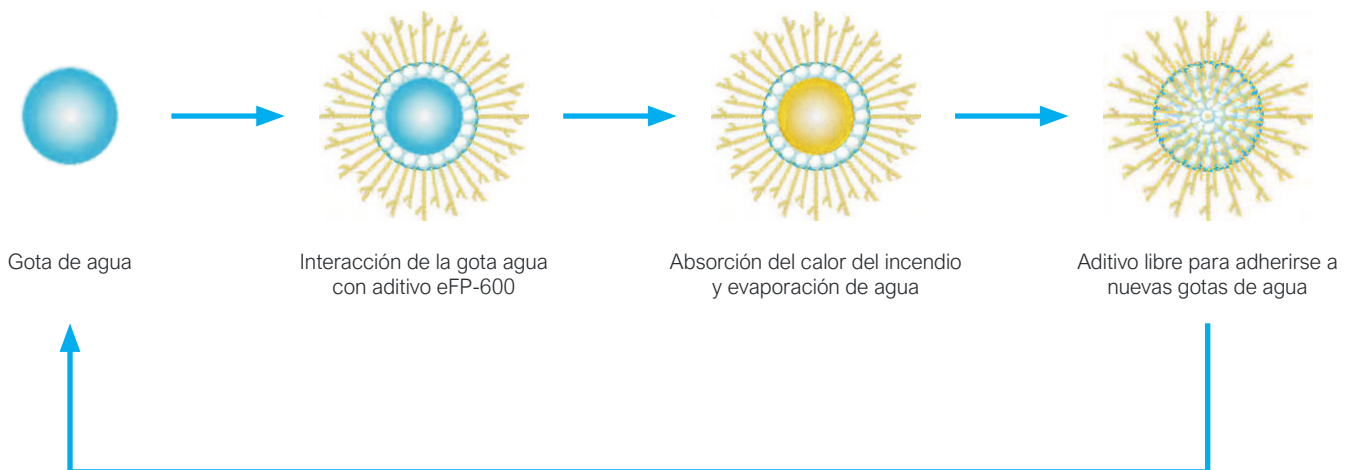 Gota de agua
Interacción de la gota agua
con aditivo eFP-600
Absorción del calor del incendio
y evaporación de agua
Aditivo libre para adherirse a
nuevas gotas de agua